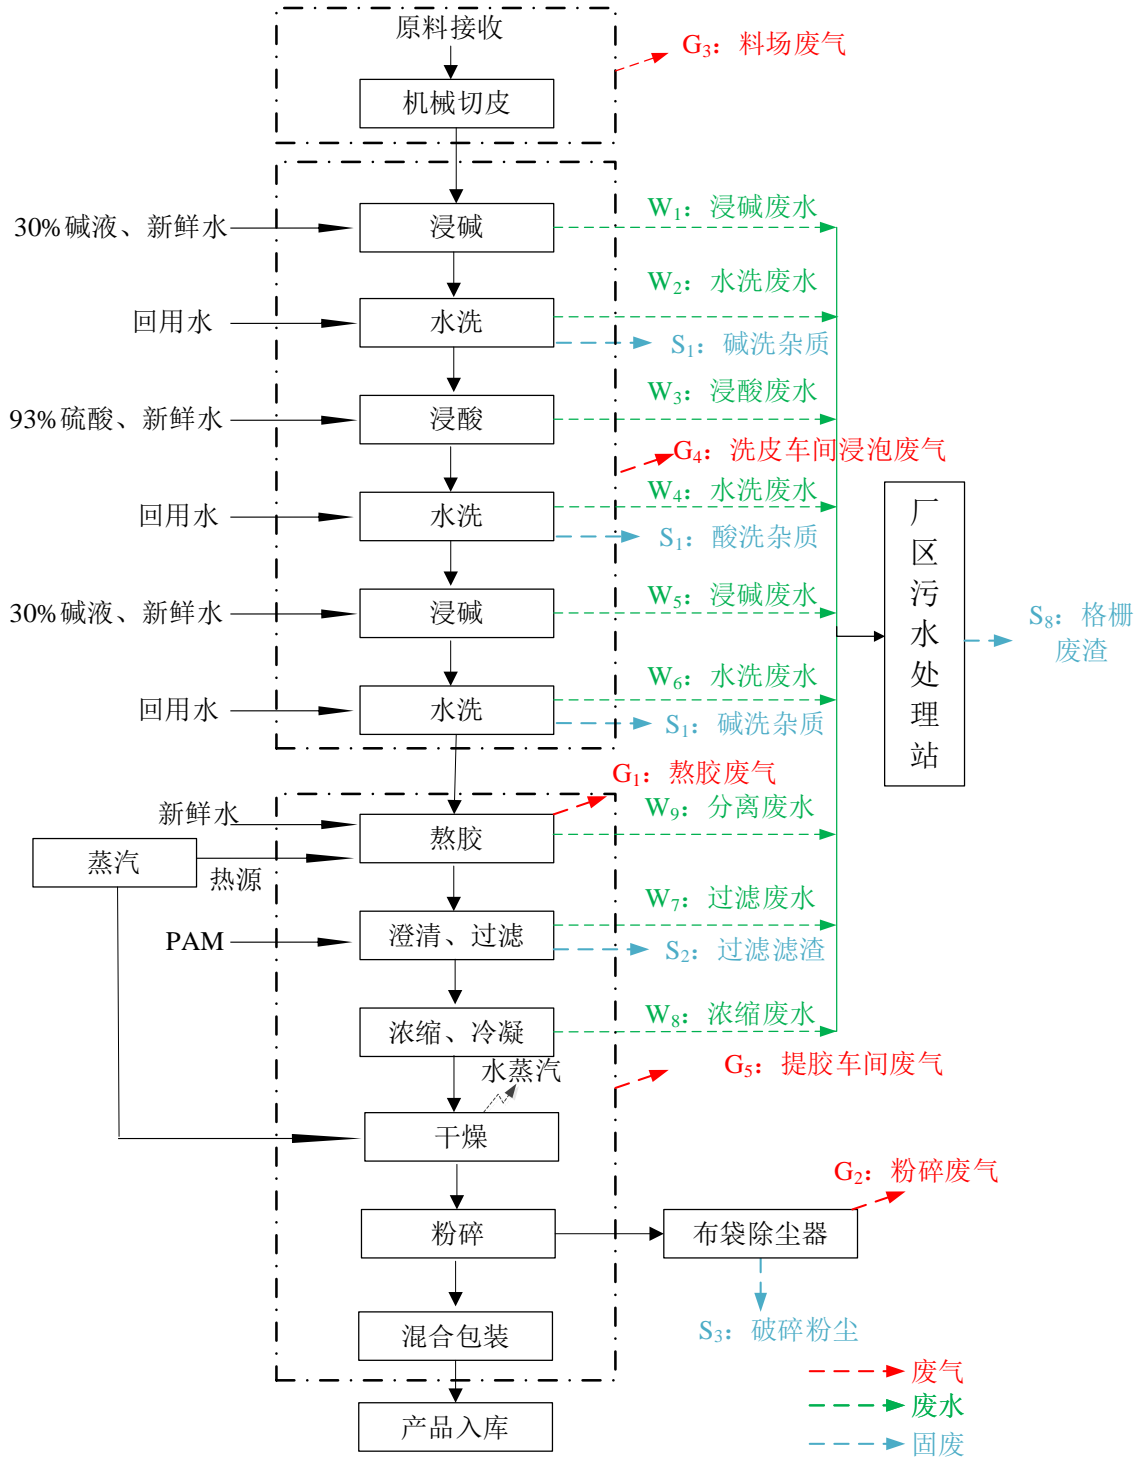 原料接收
G₃：料场废气
机械切皮
30%碱液、新鲜水
浸碱
W₁：浸碱废水
W₂：水洗废水
回用水
水洗
S₁：碱洗杂质
93%硫酸、新鲜水
浸酸
W₃：浸酸废水
G₄：洗皮车间浸泡废气
W₄：水洗废水
回用水
水洗
S₁：酸洗杂质
30%碱液、新鲜水
浸碱
W₅：浸碱废水
厂区污水处理站
S₈：格栅
废渣
W₆：水洗废水
回用水
水洗
S₁：碱洗杂质
G₁：熬胶废气
新鲜水
W₉：分离废水
熬胶
蒸汽
热源
W₇：过滤废水
PAM
澄清、过滤
S₂：过滤滤渣
浓缩、冷凝
W₈：浓缩废水
水蒸汽
G₅：提胶车间废气
干燥
G₂：粉碎废气
粉碎
布袋除尘器
混合包装
S₃：破碎粉尘
废气
产品入库
废水
固废